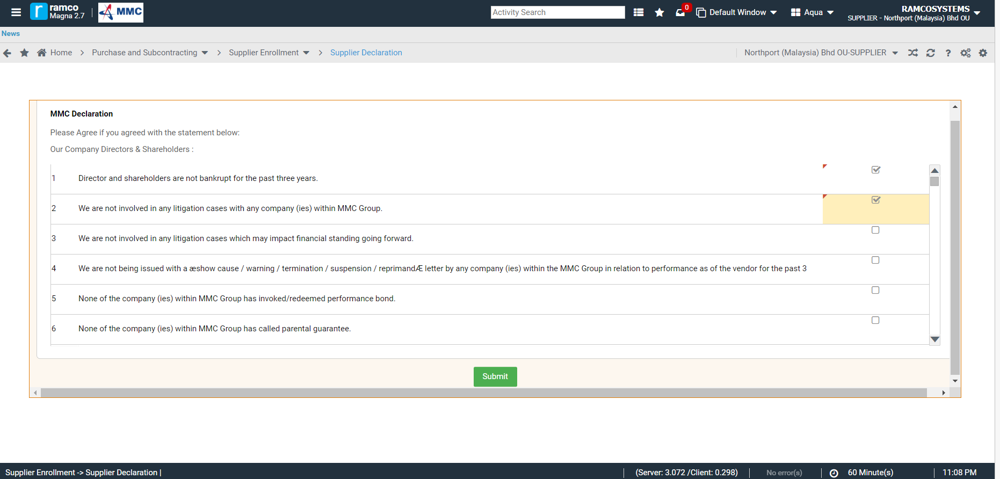 ramco
Magna 2.7
MMC
Activity Search
0
Default Window
Aqua
RAMCOSYSTEMS
SUPPLIER - Northport (Malaysia) Bhd OU
News
Home > Purchase and Subcontracting > Supplier Enrollment > Supplier Declaration
Northport (Malaysia) Bhd OU-SUPPLIER
?
MMC Declaration
Please Agree if you agreed with the statement below:
Our Company Directors & Shareholders :
1 Director and shareholders are not bankrupt for the past three years.
2 We are not involved in any litigation cases with any company (ies) within MMC Group.
3 We are not involved in any litigation cases which may impact financial standing going forward.
4 We are not being issued with a æshow cause / warning / termination / suspension / reprimandÆ letter by any company (ies) within the MMC Group in relation to performance as of the vendor for the past 3
5 None of the company (ies) within MMC Group has invoked/redeemed performance bond.
6 None of the company (ies) within MMC Group has called parental guarantee.
Submit
Supplier Enrollment -> Supplier Declaration |
(Server: 3.072 /Client: 0.298)
No error(s)
60 Minute(s)
11:08 PM